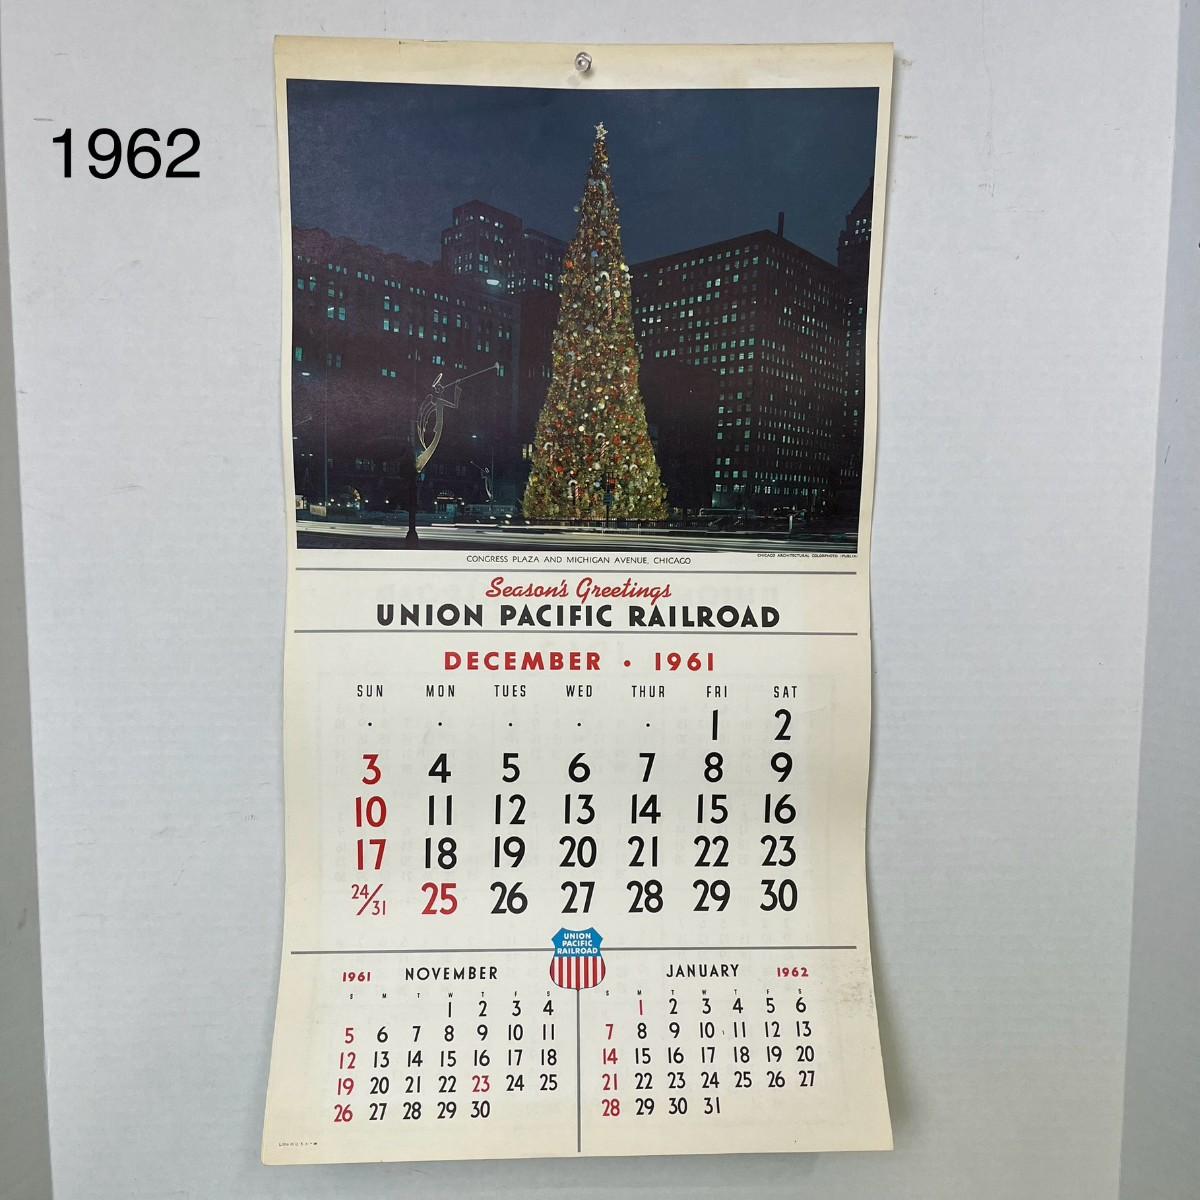 1962
CONGRESS PLAZA AND MICHIGAN AVENUE, CHICAGO
CHICAGO ARCHITECTURAL COLORPHOTO
Season's Greetings
UNION PACIFIC RAILROAD
DECEMBER • 1961
SUN MON TUES WED THUR FRI SAT
· · · · · 1 2
3 4 5 6 7 8 9
10 11 12 13 14 15 16
17 18 19 20 21 22 23
24/31 25 26 27 28 29 30
UNION
PACIFIC
RAILROAD
1961 NOVEMBER
S M T W T F S
1 2 3 4
5 6 7 8 9 10 11
12 13 14 15 16 17 18
19 20 21 22 23 24 25
26 27 28 29 30
JANUARY 1962
S M T W T F S
1 2 3 4 5 6
7 8 9 10 11 12 13
14 15 16 17 18 19 20
21 22 23 24 25 26 27
28 29 30 31